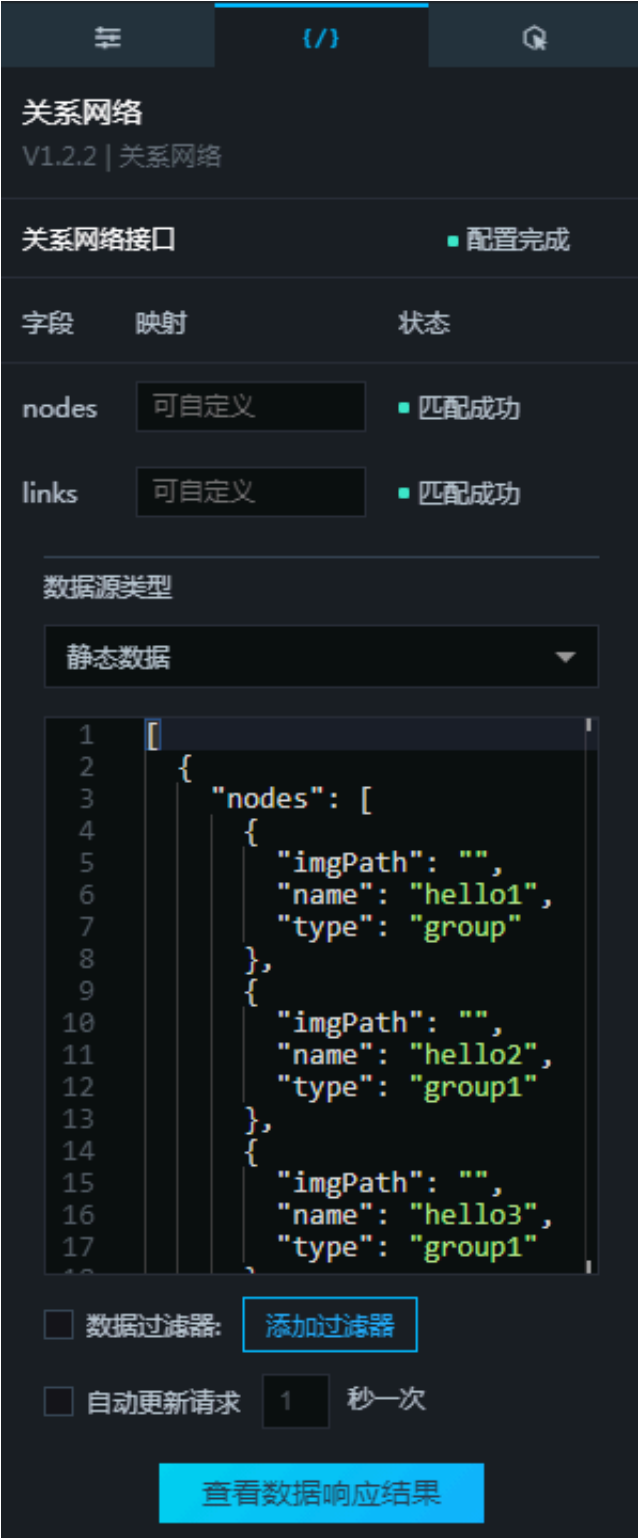 {/}
关系网络
V1.2.2 | 关系网络
关系网络接口 配置完成
字段 映射 状态
nodes 可自定义 匹配成功
links 可自定义 匹配成功
数据源类型
静态数据
1 [
2 {
3 "nodes": [
4 {
5 "imgPath": "",
6 "name": "hello1",
7 "type": "group"
8 },
9 {
10 "imgPath": "",
11 "name": "hello2",
12 "type": "group1"
13 },
14 {
15 "imgPath": "",
16 "name": "hello3",
17 "type": "group1"
数据过滤器: 添加过滤器
自动更新请求 1 秒一次
查看数据响应结果